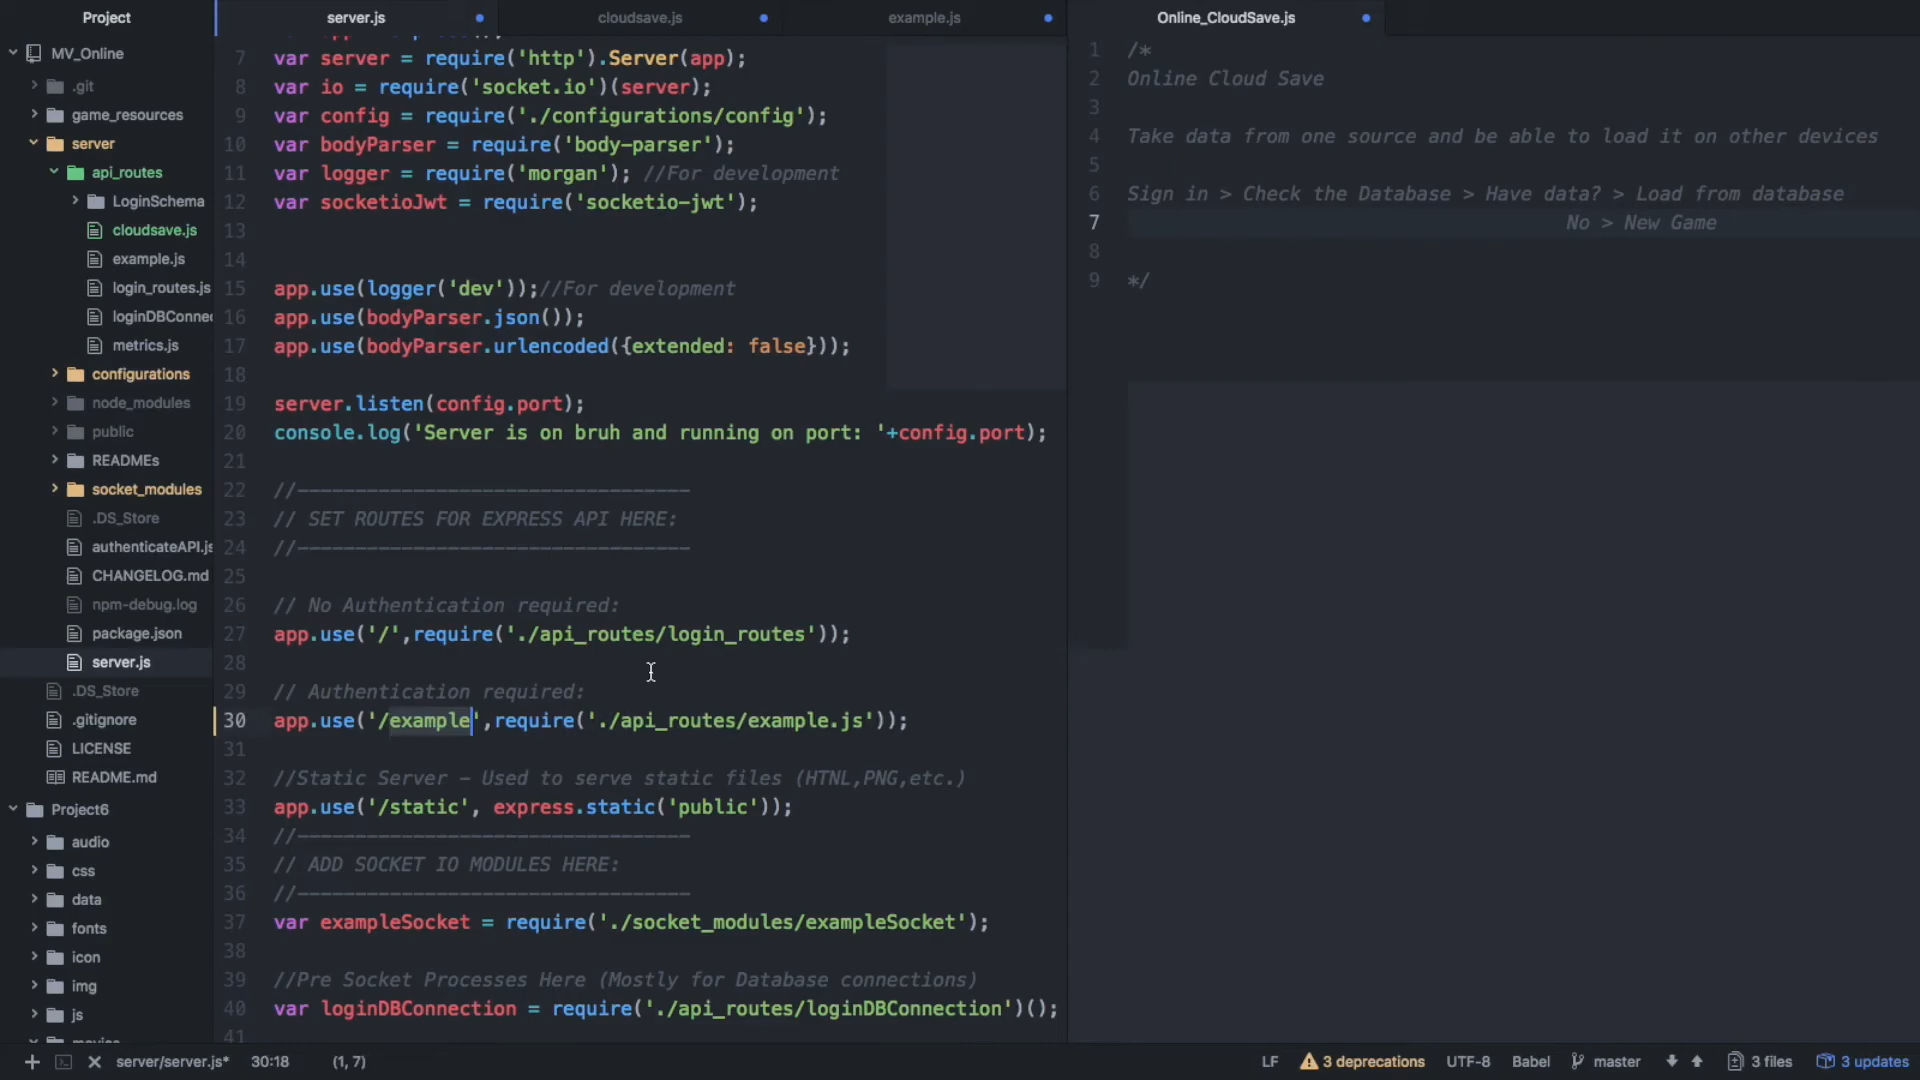 Project
server.js
cloudsave.js
example.js
Online_CloudSave.js
MV_Online
.git
game_resources
server
api_routes
LoginSchema
cloudsave.js
example.js
login_routes.js
loginDBConne
metrics.js
configurations
node_modules
public
READMEs
socket_modules
.DS_Store
authenticateAPI.js
CHANGELOG.md
npm-debug.log
package.json
server.js
.DS_Store
.gitignore
LICENSE
README.md
Project6
audio
css
data
fonts
icon
img
js
7 var server = require('http').Server(app);
8 var io = require('socket.io')(server);
9 var config = require('./configurations/config');
10 var bodyParser = require('body-parser');
11 var logger = require('morgan'); //For development
12 var socketioJwt = require('socketio-jwt');
13
14
15 app.use(logger('dev'));//For development
16 app.use(bodyParser.json());
17 app.use(bodyParser.urlencoded({extended: false}));
18
19 server.listen(config.port);
20 console.log('Server is on bruh and running on port: '+config.port);
21
22 //----------------------------------
23 // SET ROUTES FOR EXPRESS API HERE:
24 //----------------------------------
25
26 // No Authentication required:
27 app.use('/',require('./api_routes/login_routes'));
28
29 // Authentication required:
30 app.use('/example',require('./api_routes/example.js'));
31
32 //Static Server - Used to serve static files (HTNL,PNG,etc.)
33 app.use('/static', express.static('public'));
34 //----------------------------------
35 // ADD SOCKET IO MODULES HERE:
36 //----------------------------------
37 var exampleSocket = require('./socket_modules/exampleSocket');
38
39 //Pre Socket Processes Here (Mostly for Database connections)
40 var loginDBConnection = require('./api_routes/loginDBConnection')();
41
1 /*
2 Online Cloud Save
3
4 Take data from one source and be able to load it on other devices
5
6 Sign in > Check the Database > Have data? > Load from database
7 No > New Game
8
9 */
server/server.js* 30:18 (1, 7)
LF 3 deprecations UTF-8 Babel master 3 files 3 updates